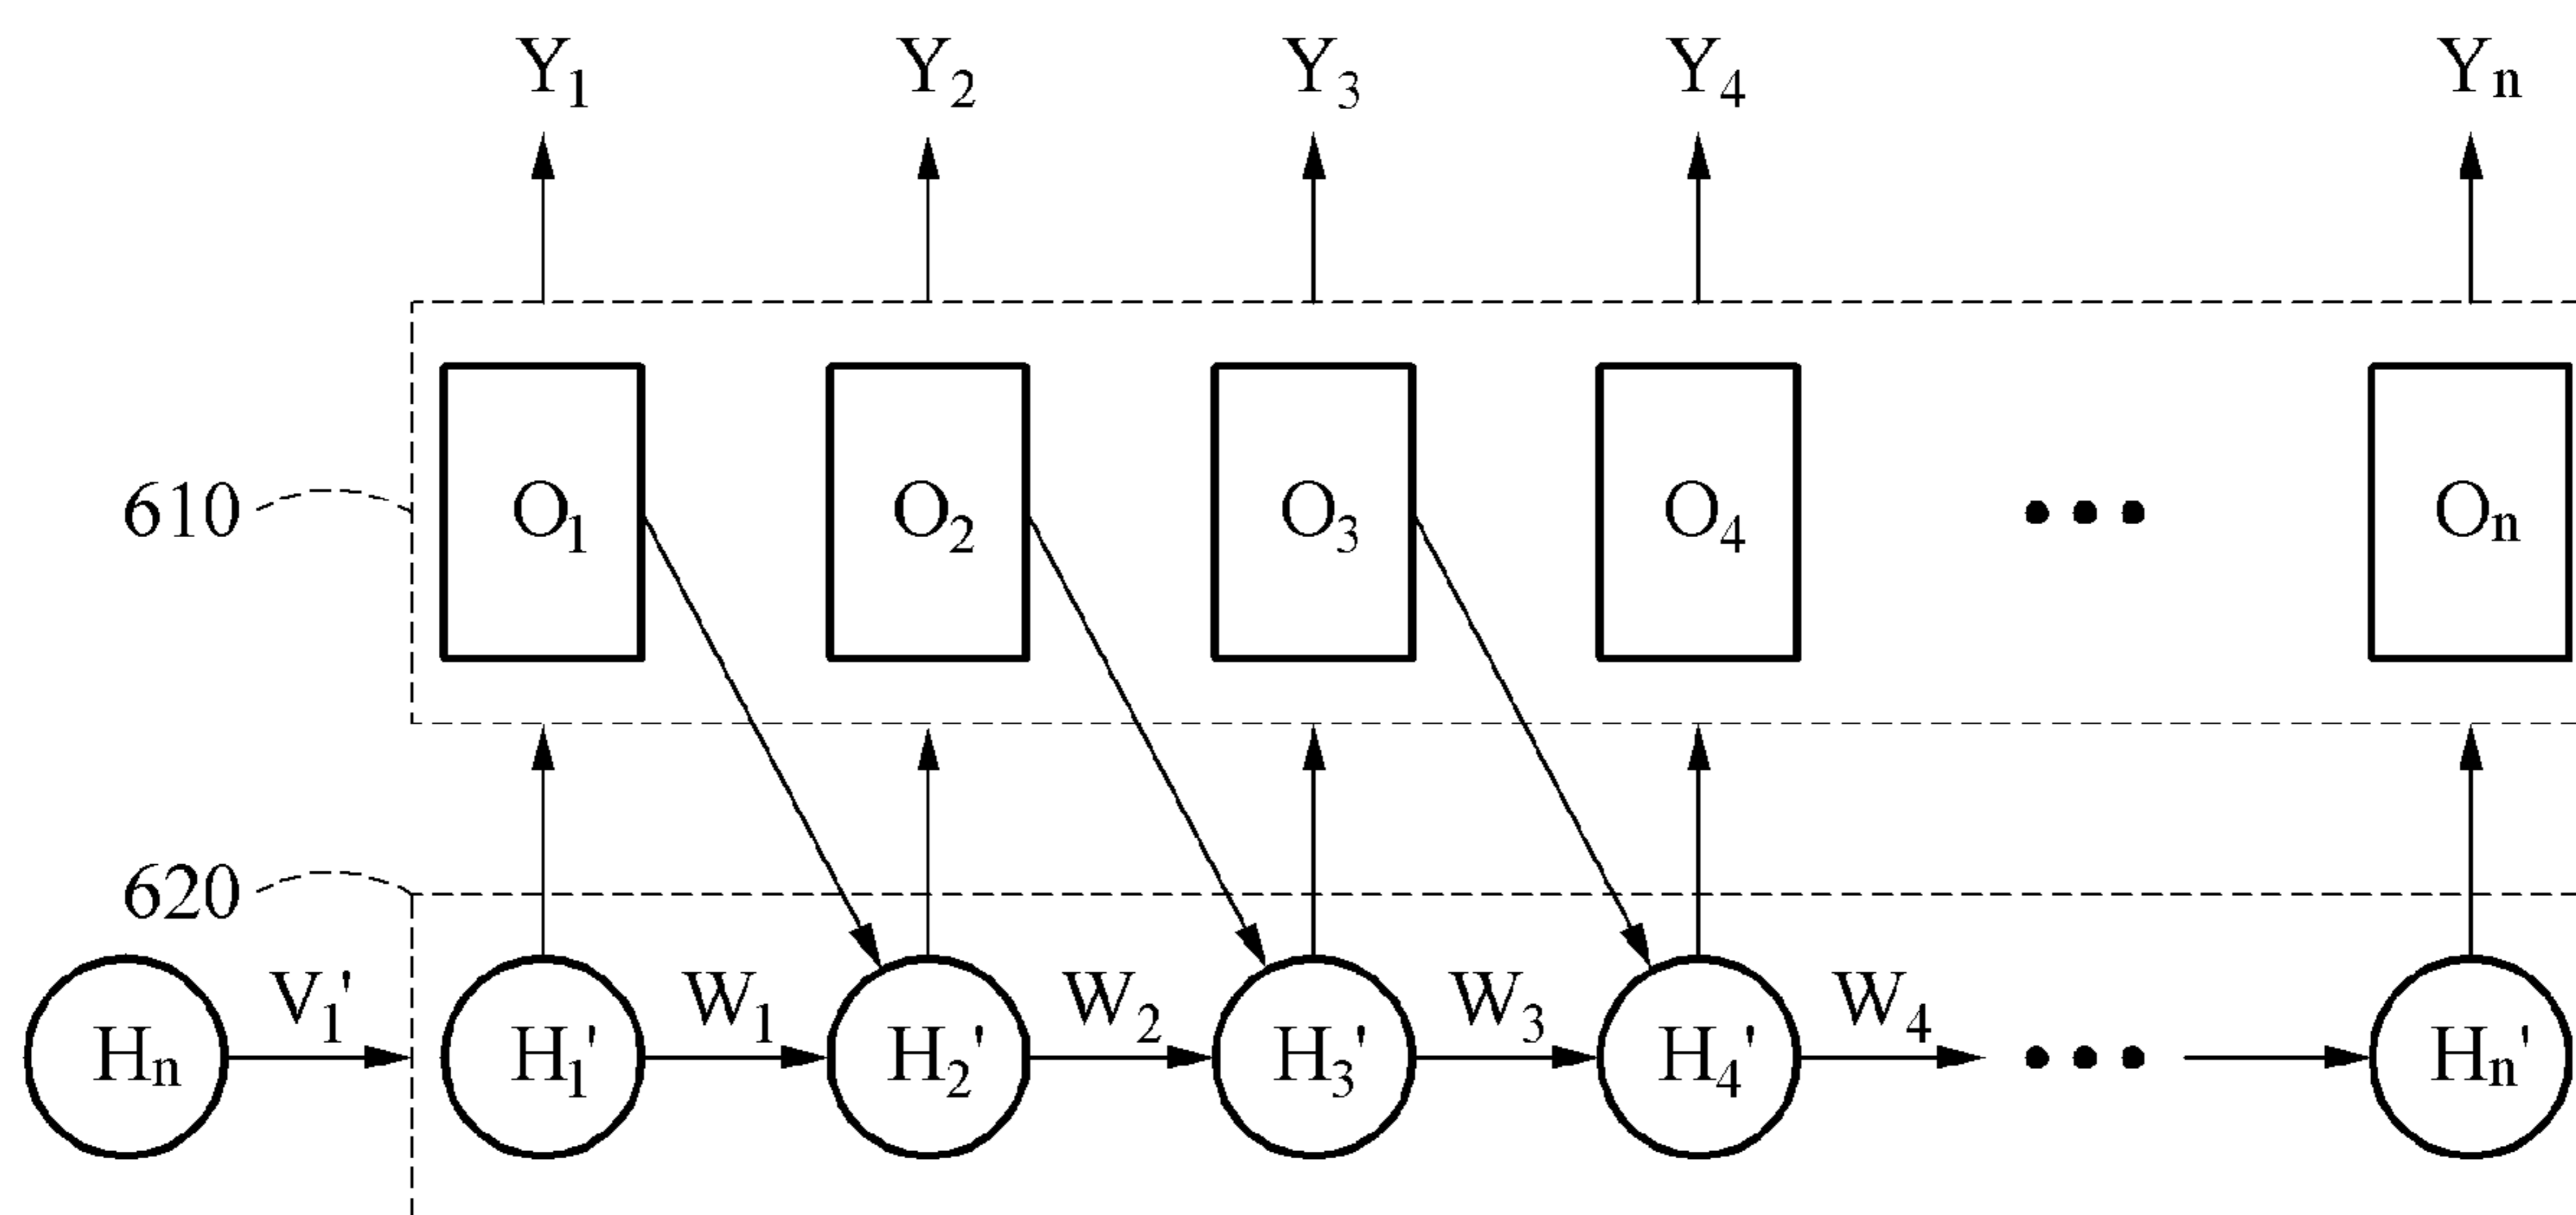 Y₁ Y₂ Y₃ Y₄ Yₙ
610 O₁ O₂ O₃ O₄ ••• Oₙ
620
Hₙ V₁' H₁' W₁ H₂' W₂ H₃' W₃ H₄' W₄ ••• Hₙ'